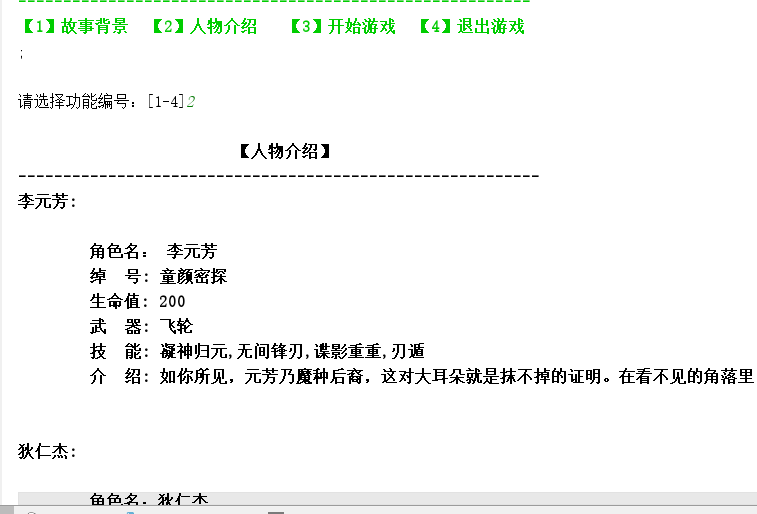 ---------------------------------------------------------
【1】故事背景 【2】人物介绍 【3】开始游戏 【4】退出游戏
;
请选择功能编号：[1-4]2
【人物介绍】
----------------------------------------------------------
李元芳:
角色名： 李元芳
绰 号: 童颜密探
生命值: 200
武 器: 飞轮
技 能: 凝神归元,无间锋刃,谍影重重,刃遁
介 绍: 如你所见，元芳乃魔种后裔，这对大耳朵就是抹不掉的证明。在看不见的角落里
狄仁杰:
角色名: 狄仁杰